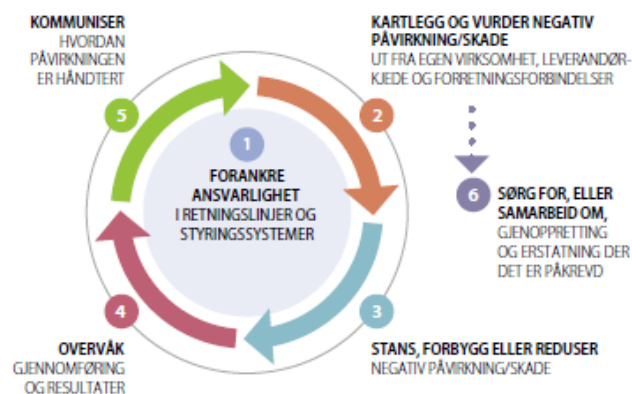 KOMMUNISER
HVORDAN
PÅVIRKNINGEN
ER HÅNDTERT
5
KARTLEGG OG VURDER NEGATIV
PÅVIRKNING/SKADE
UT FRA EGEN VIRKSOMHET, LEVERANDØR-
KJEDE OG FORRETNINGSFORBINDELSER
2
1
FORANKRE
ANSVARLIGHET
I RETNINGSLINJER OG
STYRINGSSYSTEMER
6
SØRG FOR, ELLER
SAMARBEID OM,
GJENOPPRETTING
OG ERSTATNING DER
DET ER PÅKREVD
4
OVERVÅK
GJENNOMFØRING
OG RESULTATER
3
STANS, FORBYGG ELLER REDUSER
NEGATIV PÅVIRKNING/SKADE